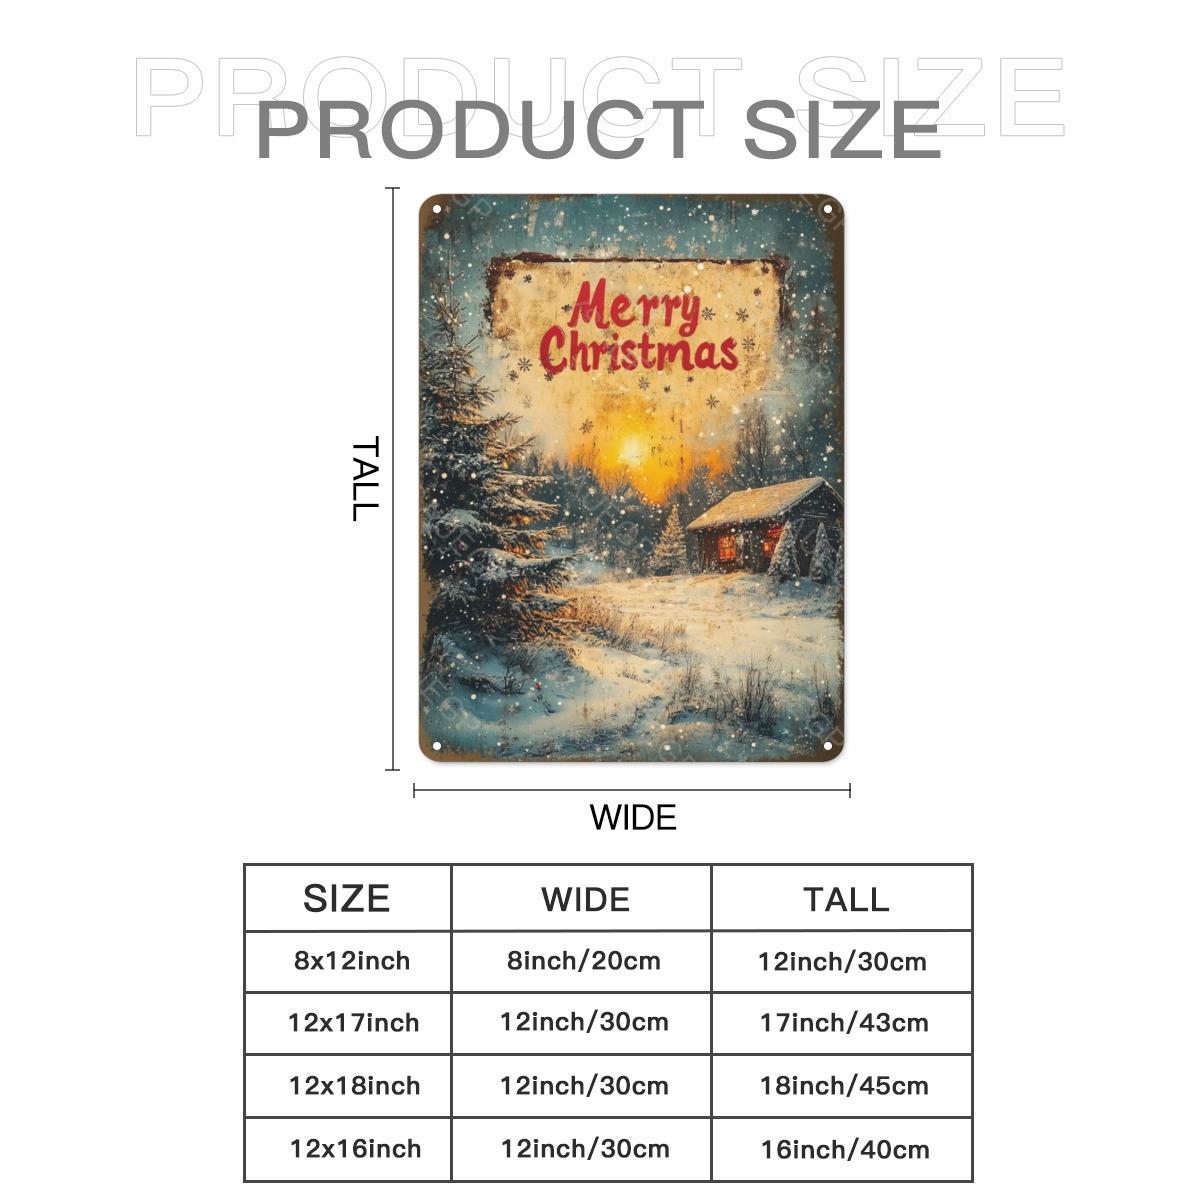 PRODUCT SIZE
PRODUCT SIZE
Merry
Christmas
TALL
WIDE
SIZE WIDE TALL
8x12inch 8inch/20cm 12inch/30cm
12x17inch 12inch/30cm 17inch/43cm
12x18inch 12inch/30cm 18inch/45cm
12x16inch 12inch/30cm 16inch/40cm